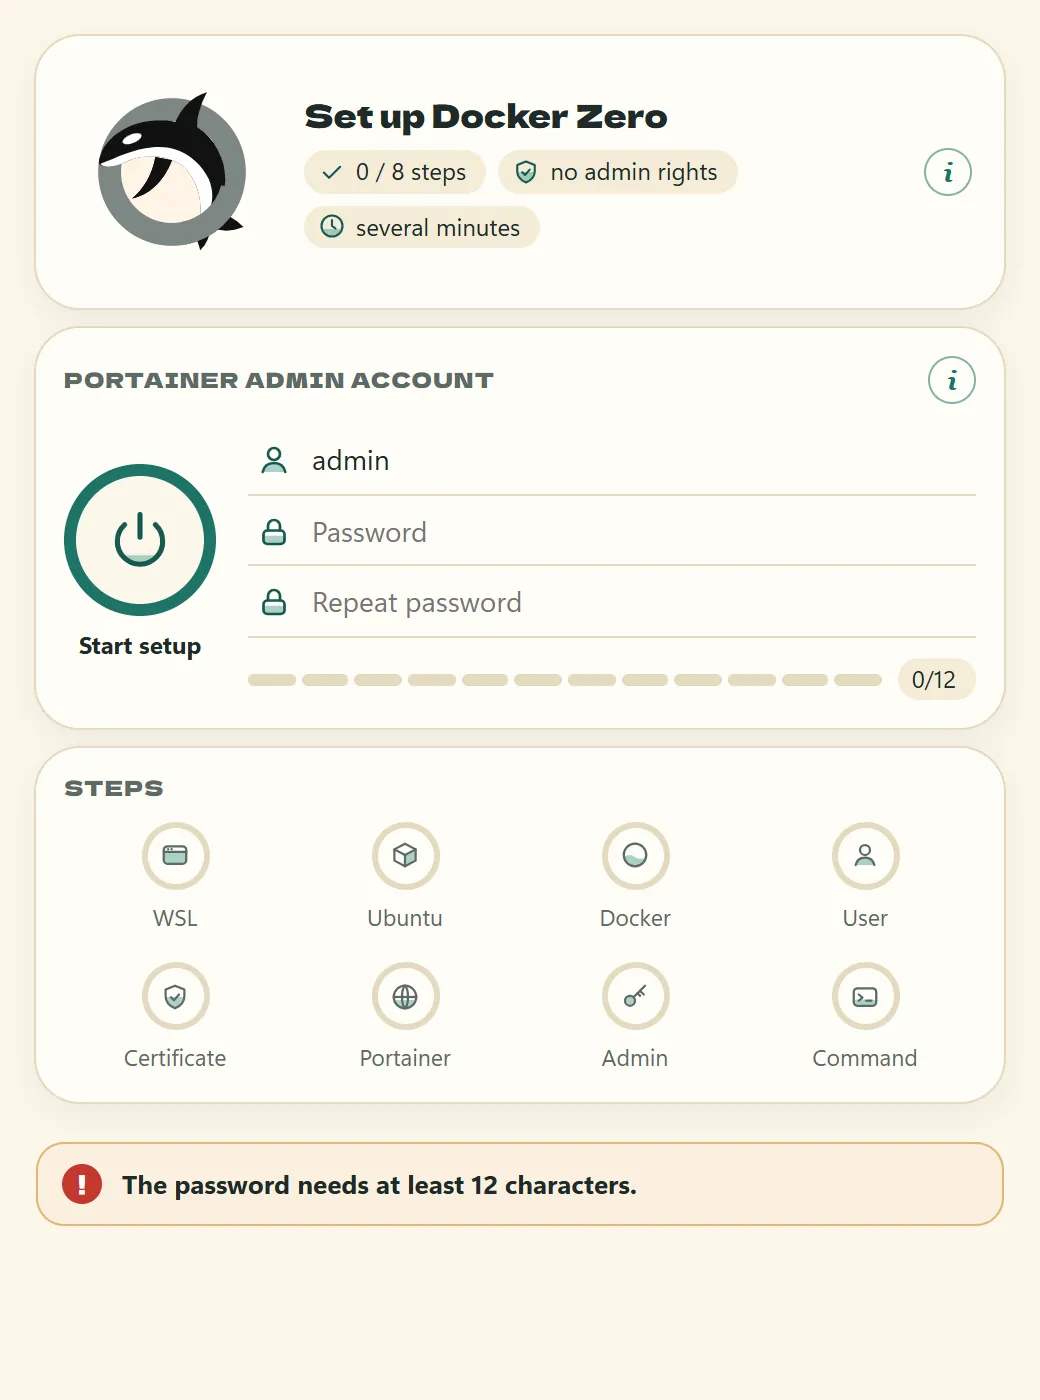 Set up Docker Zero
0 / 8 steps
no admin rights
several minutes
i
PORTAINER ADMIN ACCOUNT
i
admin
Password
Repeat password
Start setup
0/12
STEPS
WSL
Ubuntu
Docker
User
Certificate
Portainer
Admin
Command
! The password needs at least 12 characters.